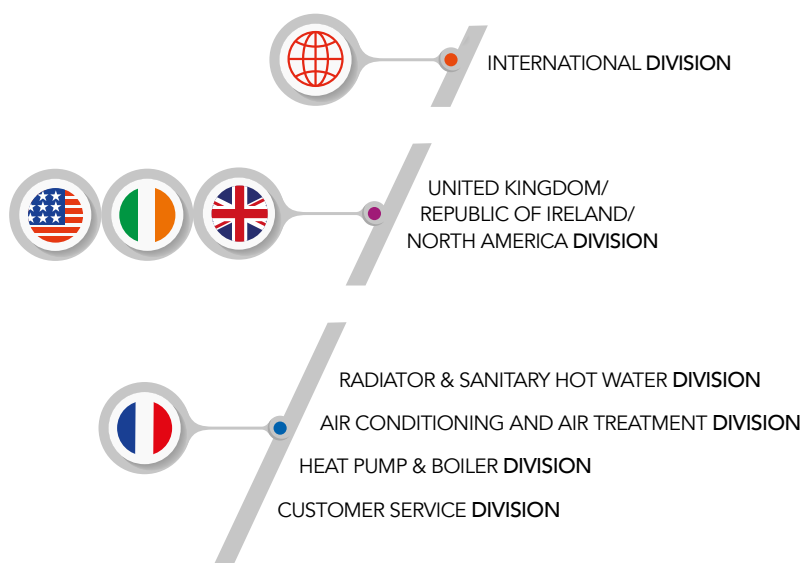 INTERNATIONAL DIVISION
UNITED KINGDOM/
REPUBLIC OF IRELAND/
NORTH AMERICA DIVISION
RADIATOR & SANITARY HOT WATER DIVISION
AIR CONDITIONING AND AIR TREATMENT DIVISION
HEAT PUMP & BOILER DIVISION
CUSTOMER SERVICE DIVISION